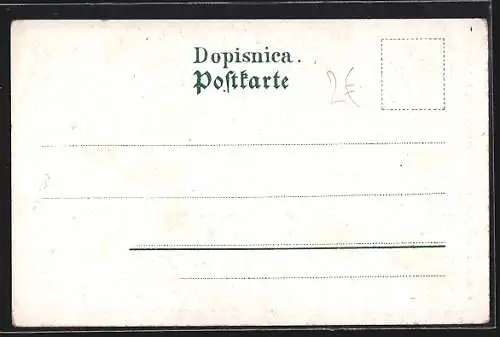 Dopisnica.
Poſtkarte
2€